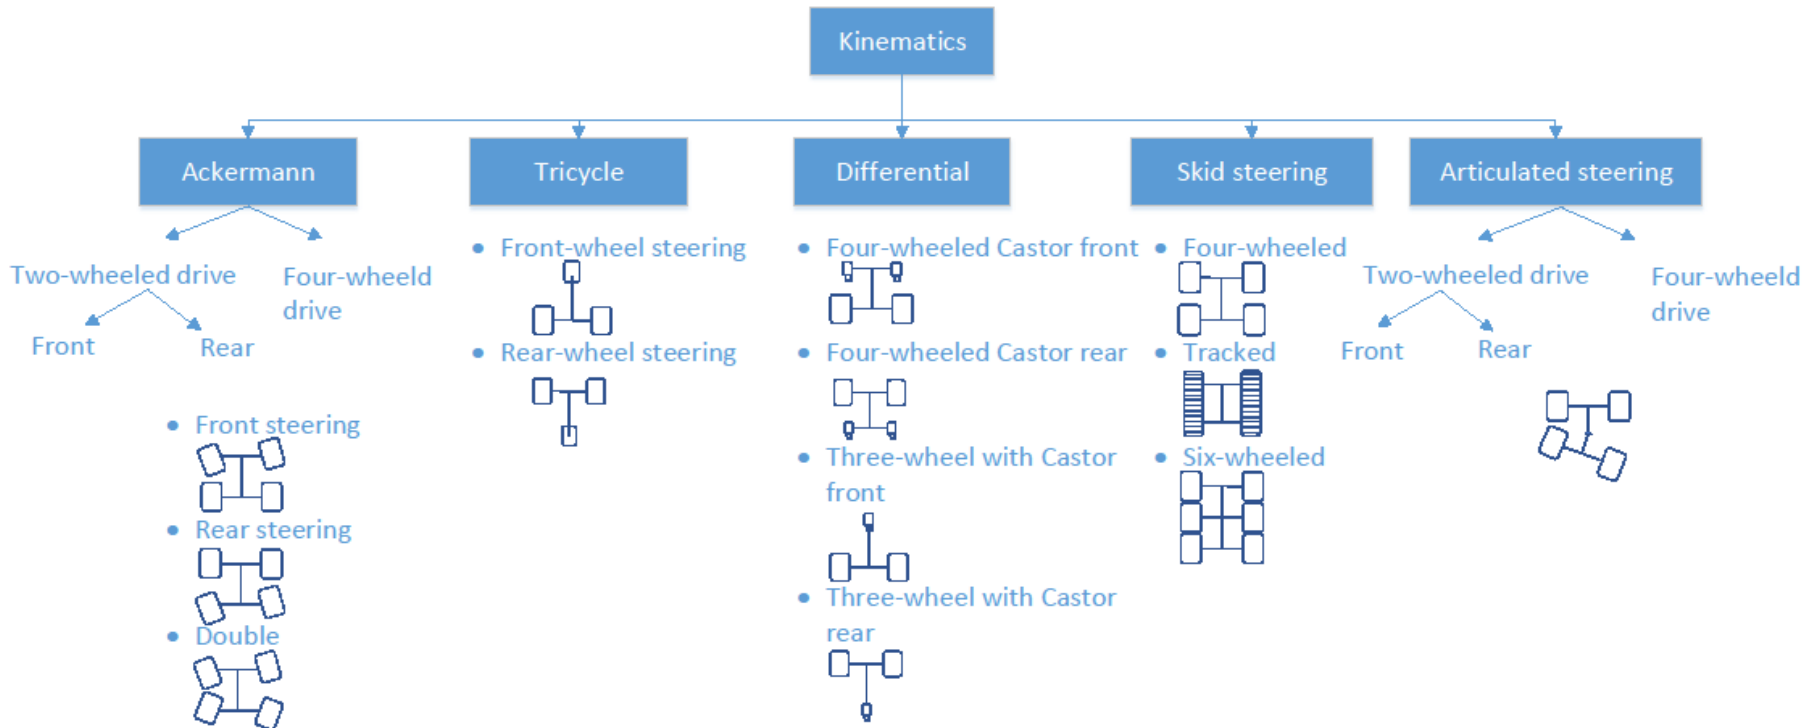 Kinematics
Ackermann
Tricycle
Differential
Skid steering
Articulated steering
Two-wheeled drive
Four-wheeld
drive
Front
Rear
• Front steering
• Rear steering
• Double
• Front-wheel steering
• Rear-wheel steering
• Four-wheeled Castor front
• Four-wheeled Castor rear
• Three-wheel with Castor
front
• Three-wheel with Castor
rear
• Four-wheeled
• Tracked
• Six-wheeled
Two-wheeled drive
Four-wheeld
drive
Front
Rear